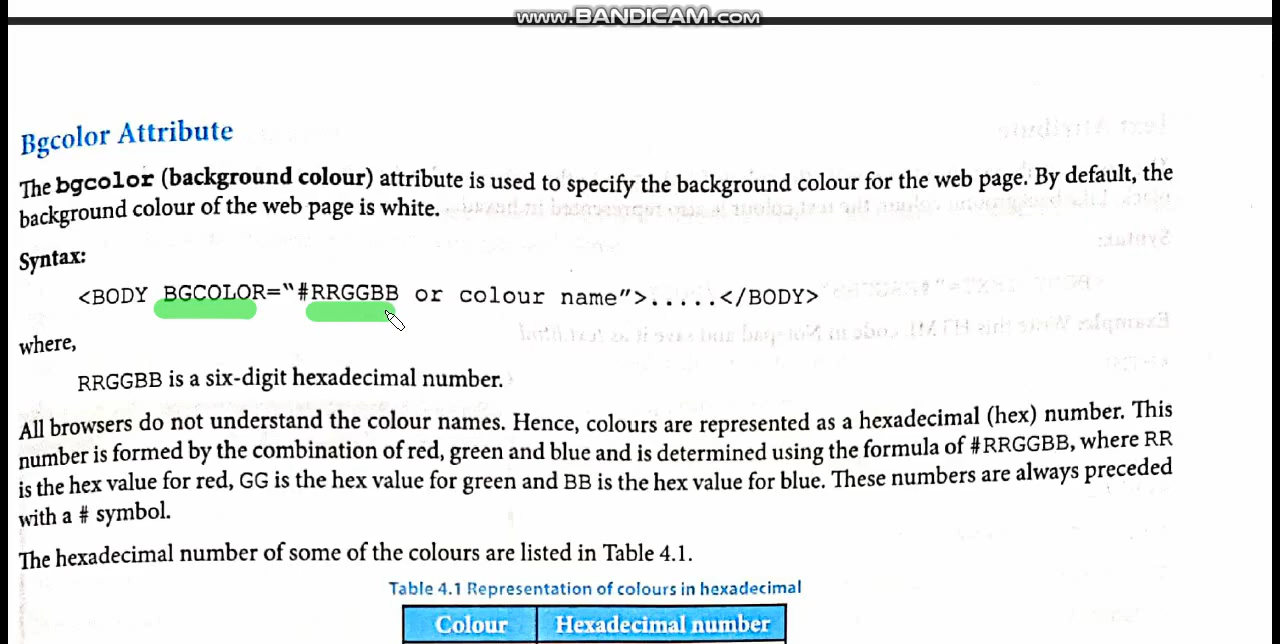 www.BANDICAM.com
Bgcolor Attribute
The bgcolor (background colour) attribute is used to specify the background colour for the web page. By default, the
background colour of the web page is white.
Syntax:
<BODY BGCOLOR="#RRGGBB or colour name">.....</BODY>
where,
RRGGBB is a six-digit hexadecimal number.
All browsers do not understand the colour names. Hence, colours are represented as a hexadecimal (hex) number. This
number is formed by the combination of red, green and blue and is determined using the formula of #RRGGBB, where RR
is the hex value for red, GG is the hex value for green and BB is the hex value for blue. These numbers are always preceded
with a # symbol.
The hexadecimal number of some of the colours are listed in Table 4.1.
Table 4.1 Representation of colours in hexadecimal
Colour Hexadecimal number